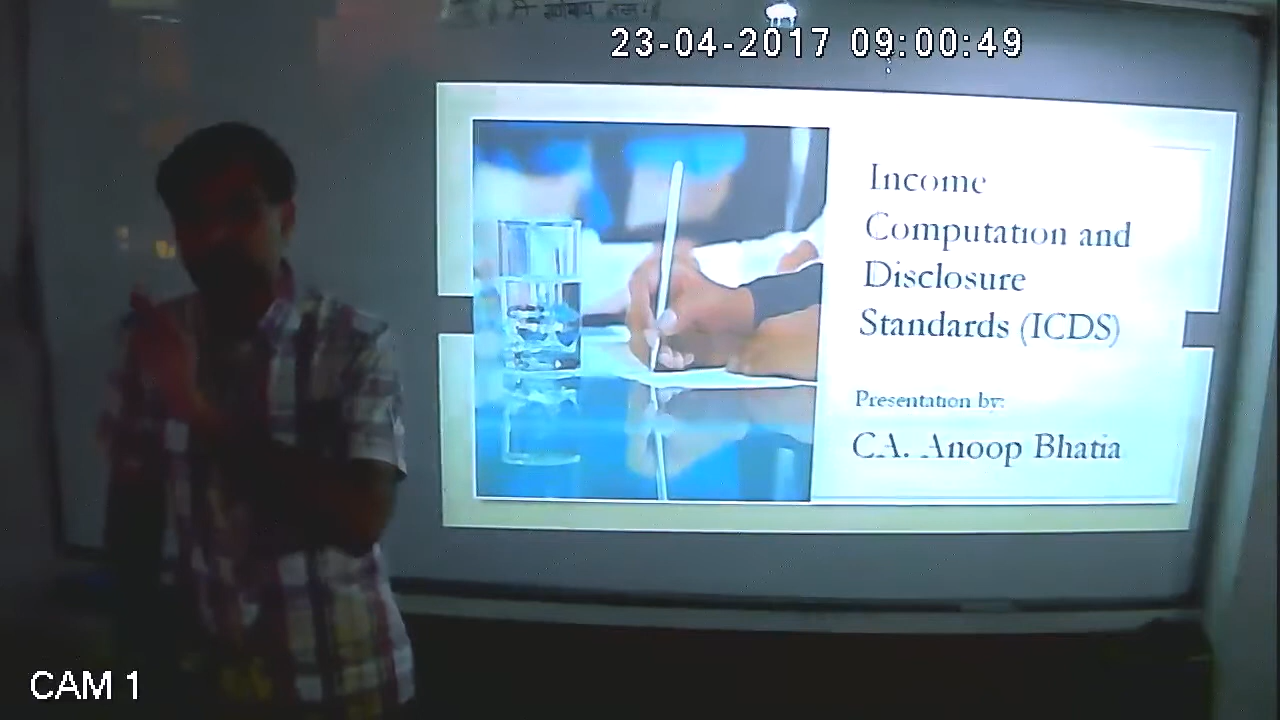 23-04-2017 09:00:49
Income
Computation and
Disclosure
Standards (ICDS)
Presentation by:
CA. Anoop Bhatia
CAM 1